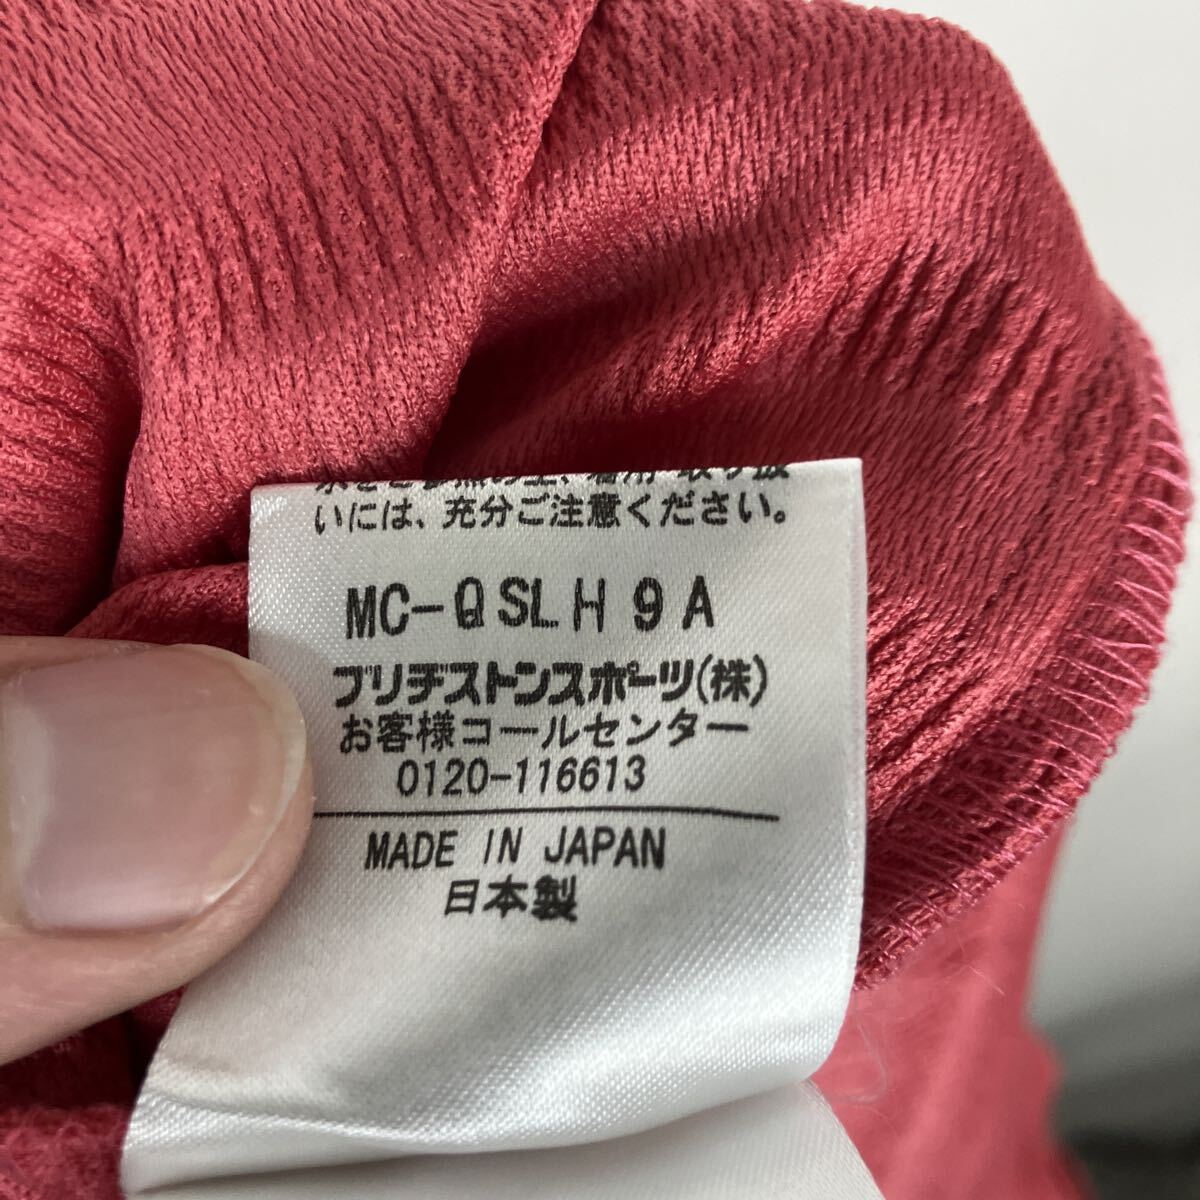 いには、充分ご注意ください。
MC-QSLH9A
ブリヂストンスポーツ(株)
お客様コールセンター
0120-116613
MADE IN JAPAN
日本製